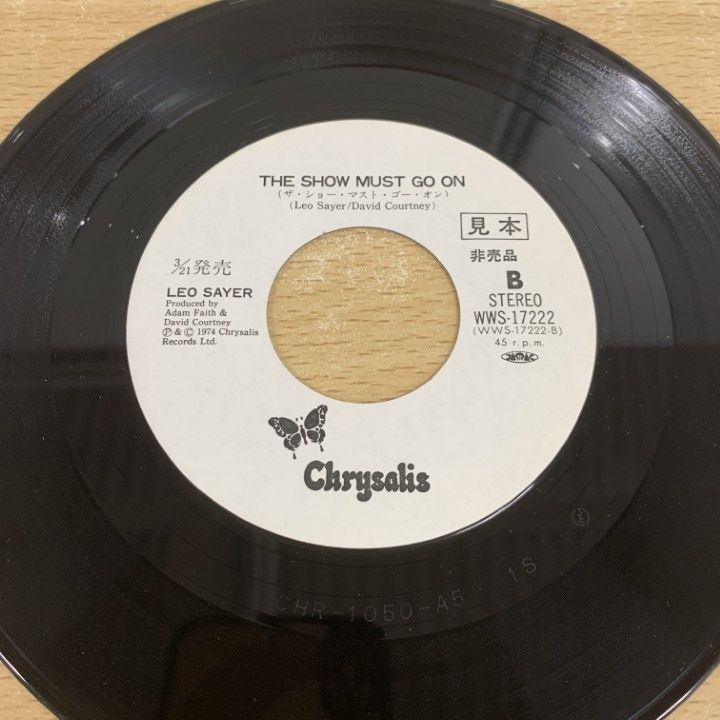 THE SHOW MUST GO ON
(ザ・ショー・マスト・ゴー・オン)
(Leo Sayer/David Courtney)
見本
非売品
3/21発売
B
LEO SAYER
STEREO
Produced by
Adam Faith &
David Courtney
WWS-17222
(WWS-17222-B)
Ⓟ & © 1974 Chrysalis
Records Ltd.
45 r.p.m.
JASRAC
Chrysalis
CHR-1050-A5 1S